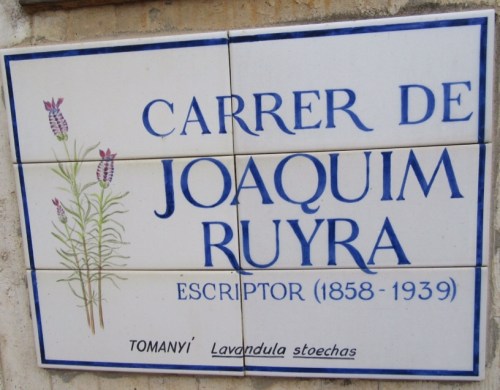 CARRER DE
JOAQUIM
RUYRA
ESCRIPTOR (1858-1939)
TOMANYÍ Lavandula stoechas